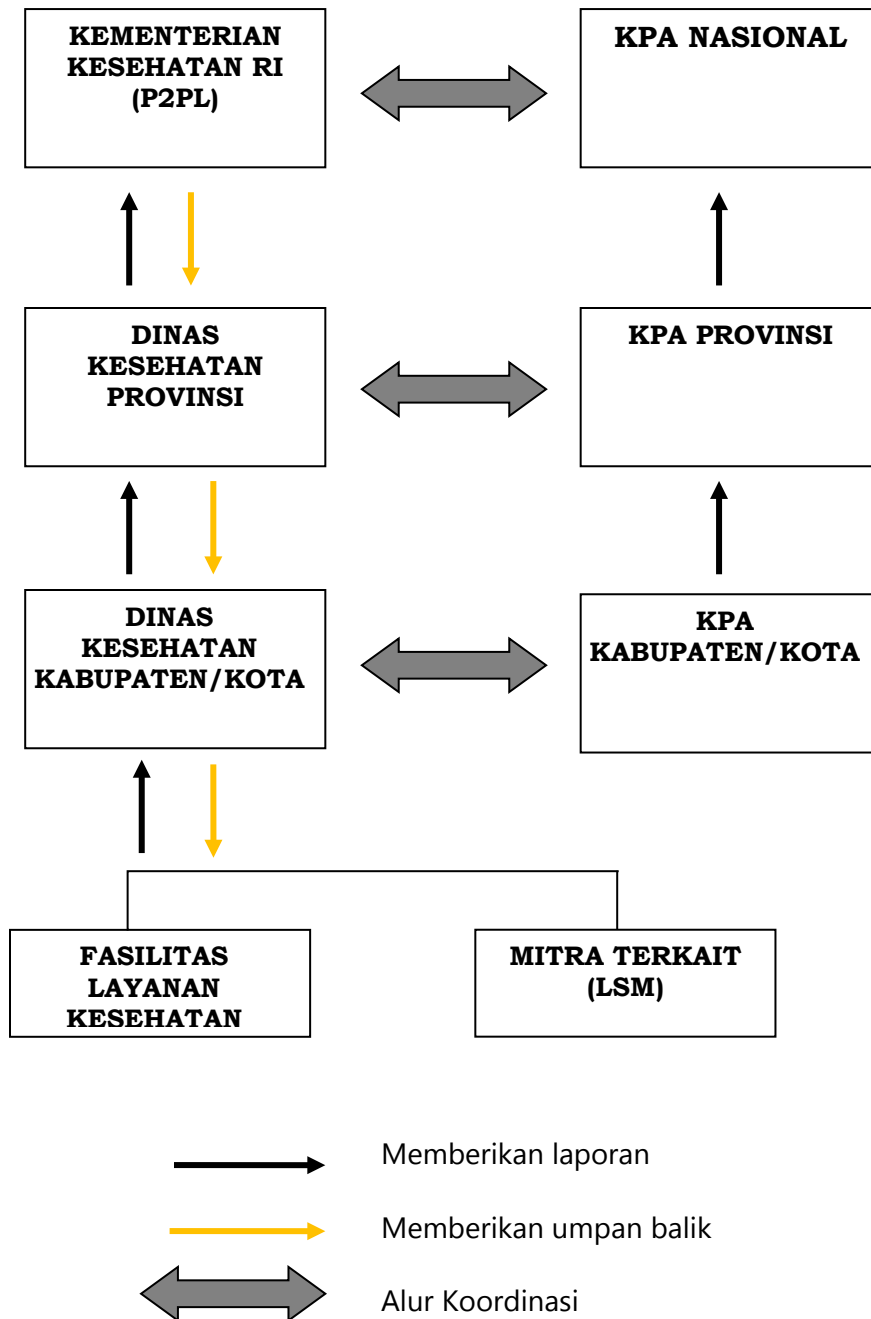 KEMENTERIAN
KESEHATAN RI
(P2PL)
KPA NASIONAL
DINAS
KESEHATAN
PROVINSI
KPA PROVINSI
DINAS
KESEHATAN
KABUPATEN/KOTA
KPA
KABUPATEN/KOTA
FASILITAS
LAYANAN
KESEHATAN
MITRA TERKAIT
(LSM)
Memberikan laporan
Memberikan umpan balik
Alur Koordinasi